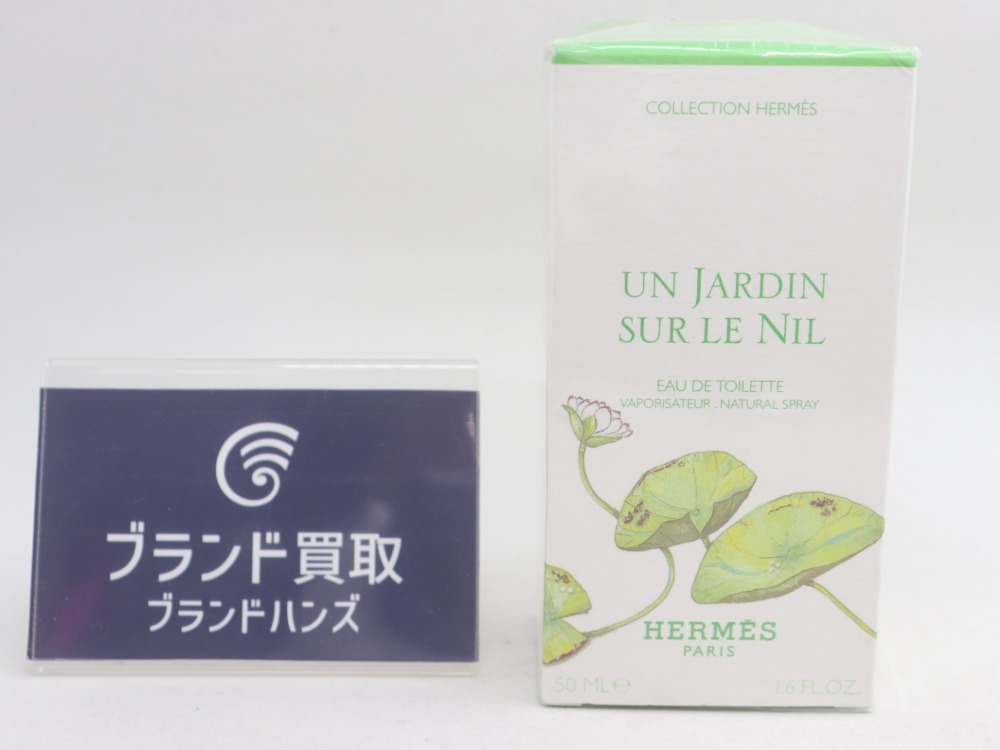 ブランド買取
ブランドハンズ
COLLECTION HERMÈS
UN JARDIN
SUR LE NIL
EAU DE TOILETTE
VAPORISATEUR . NATURAL SPRAY
HERMÈS
PARIS
50 ML ℮
1.6 FL.OZ.